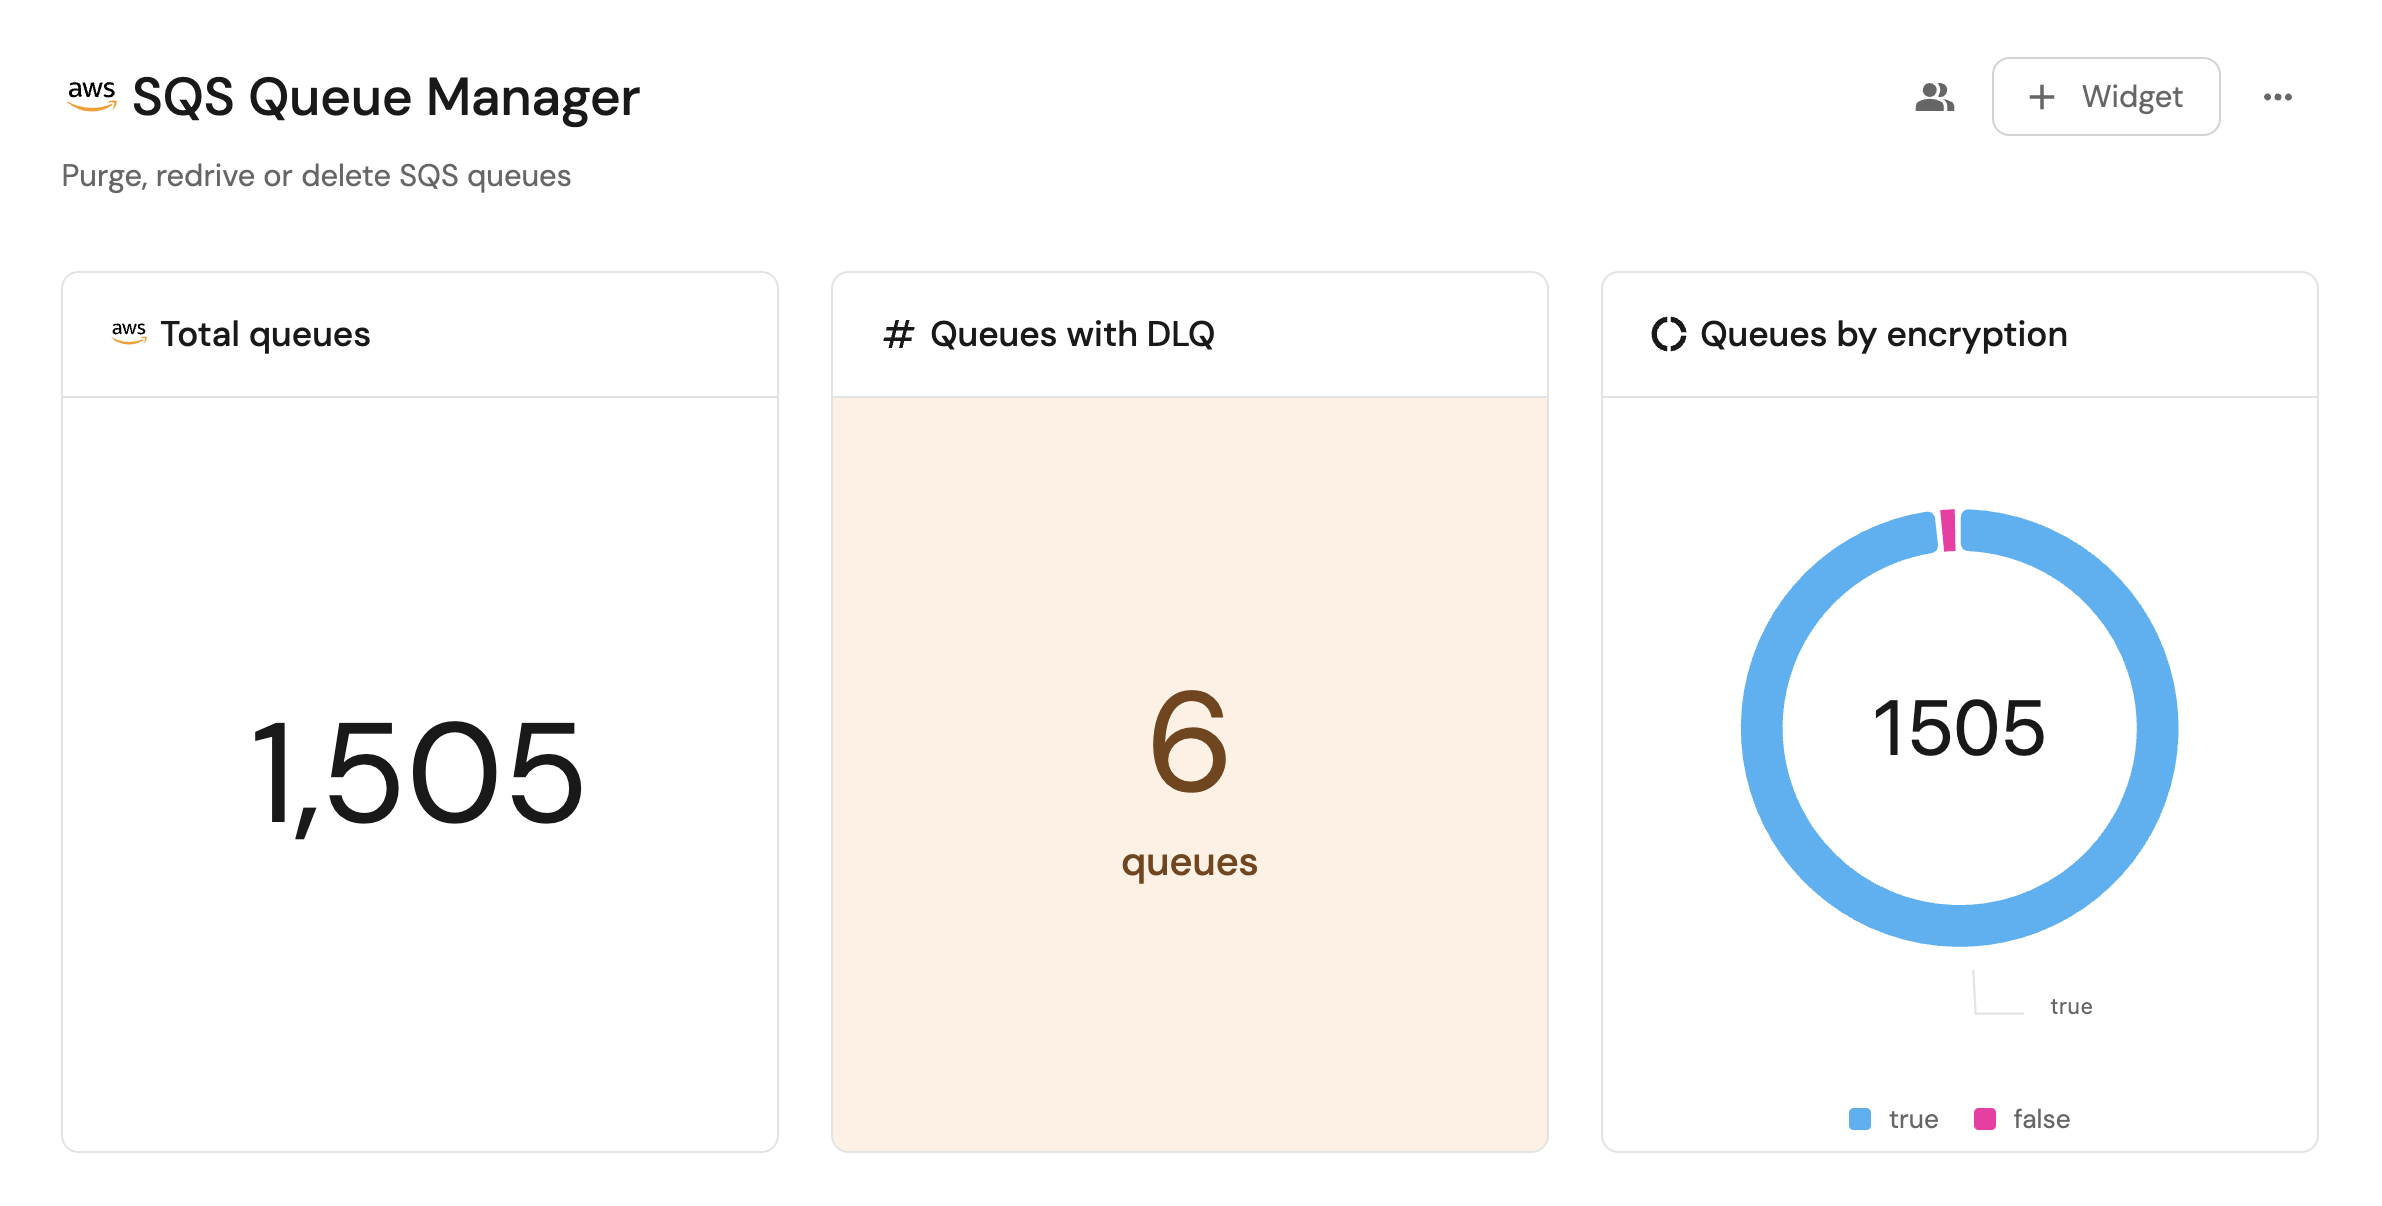 aws SQS Queue Manager
+ Widget
Purge, redrive or delete SQS queues
aws Total queues
1,505
# Queues with DLQ
6
queues
Queues by encryption
1505
true
true
false